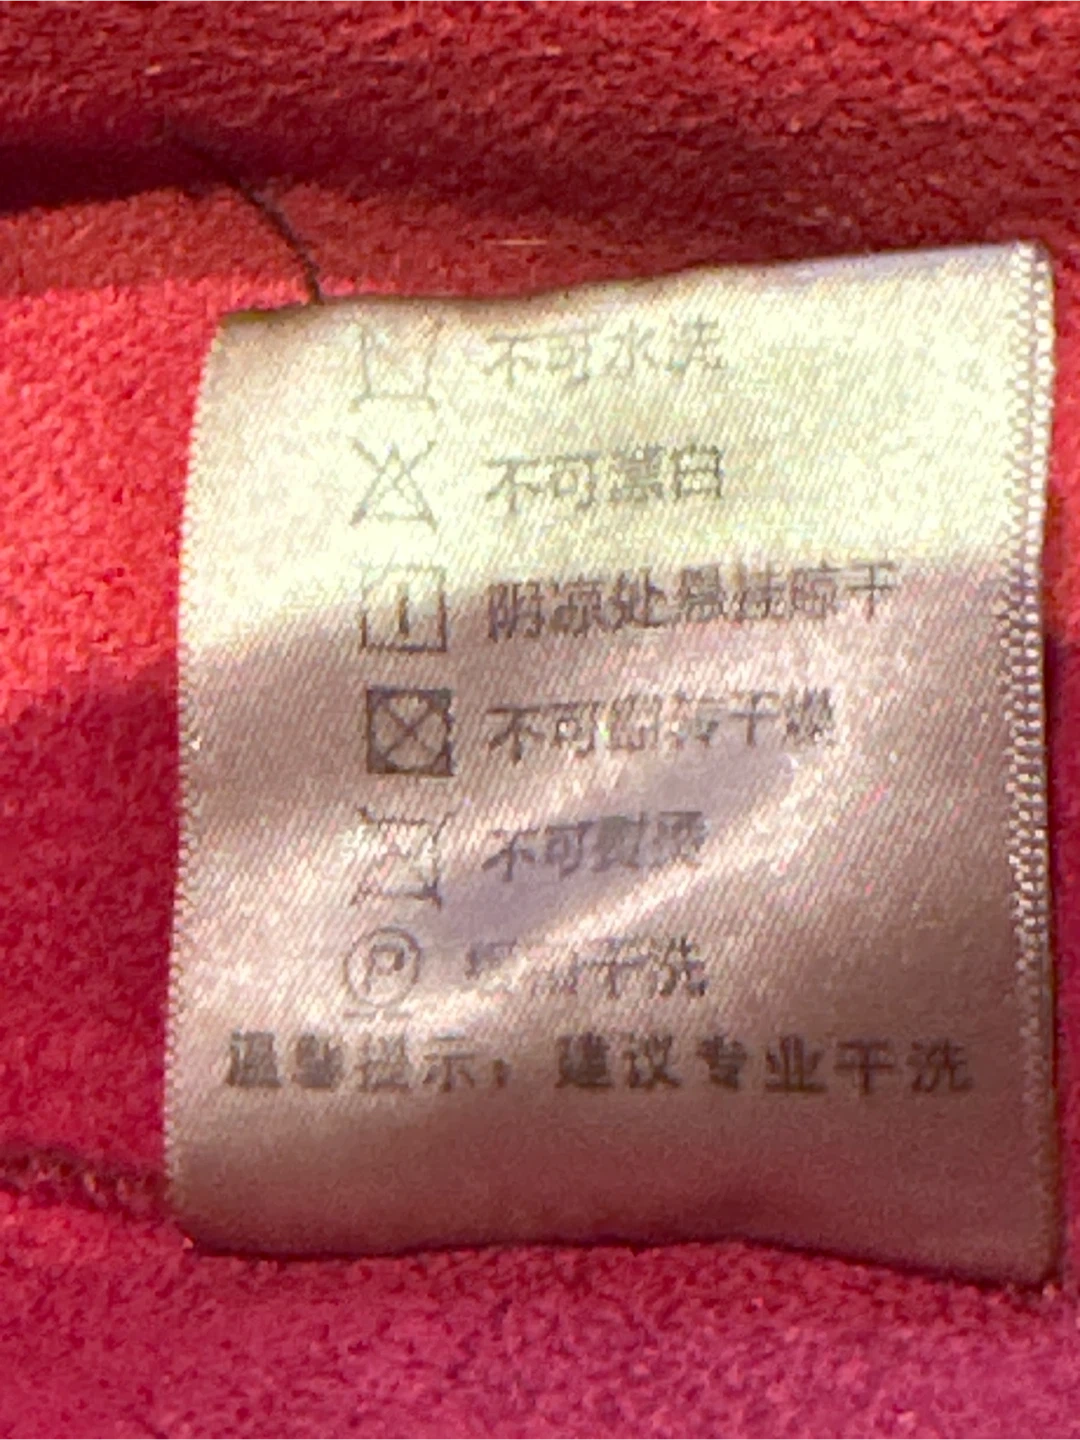 不可水洗
不可漂白
阴凉处悬挂晾干
不可翻转干燥
不可熨烫
P
干洗
温馨提示：建议专业干洗